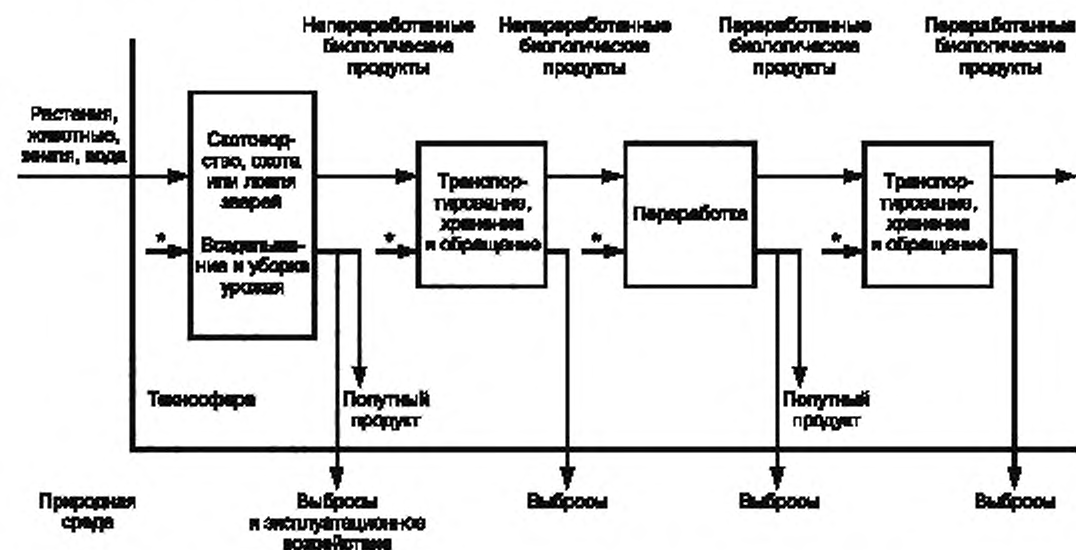 Непереработанные
биологические
продукты
Непереработанные
биологические
продукты
Переработанные
биологические
продукты
Переработанные
биологические
продукты
Растения,
животные,
земля, вода
Скотовод-
ство, охота
или ловля
зверей
Возделыва-
ние и уборка
урожая
*
Транспор-
тирование,
хранение
и обращение
*
Переработка
*
Транспор-
тирование,
хранение
и обращение
*
Техносфера
Попутный
продукт
Попутный
продукт
Природная
среда
Выбросы
и эксплуатационное
воздействие
Выбросы
Выбросы
Выбросы